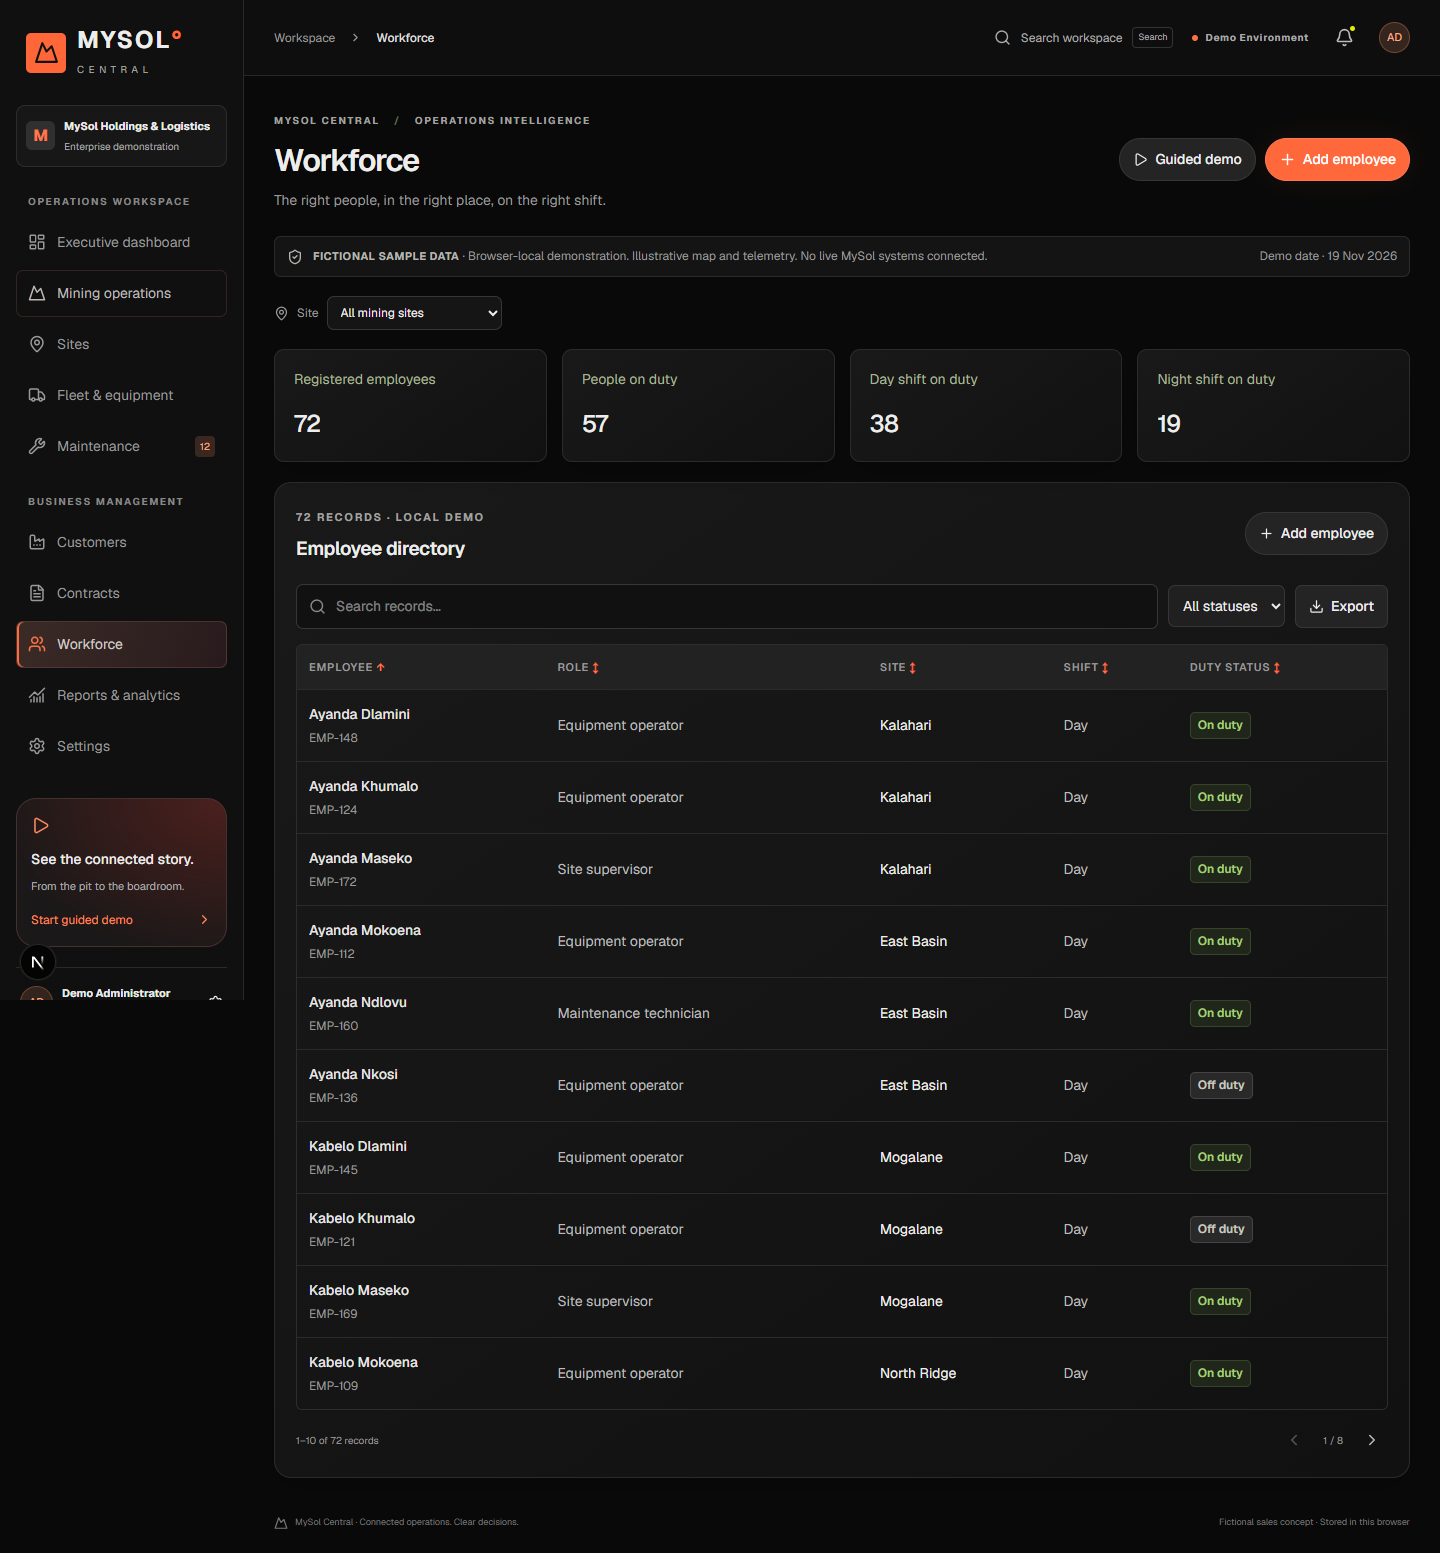 MYSOL
CENTRAL
M
MySol Holdings & Logistics
Enterprise demonstration
OPERATIONS WORKSPACE
Executive dashboard
Mining operations
Sites
Fleet & equipment
Maintenance 12
BUSINESS MANAGEMENT
Customers
Contracts
Workforce
Reports & analytics
Settings
See the connected story.
From the pit to the boardroom.
Start guided demo
N
Demo Administrator
Workspace > Workforce
Search workspace Search
Demo Environment
AD
MYSOL CENTRAL / OPERATIONS INTELLIGENCE
Workforce
The right people, in the right place, on the right shift.
Guided demo
+ Add employee
FICTIONAL SAMPLE DATA · Browser-local demonstration. Illustrative map and telemetry. No live MySol systems connected.
Demo date · 19 Nov 2026
Site All mining sites
Registered employees
72
People on duty
57
Day shift on duty
38
Night shift on duty
19
72 RECORDS · LOCAL DEMO
Employee directory
+ Add employee
Search records...
All statuses
Export
EMPLOYEE ↑ ROLE ↕ SITE ↕ SHIFT ↕ DUTY STATUS ↕
Ayanda Dlamini
EMP-148
Equipment operator Kalahari Day On duty
Ayanda Khumalo
EMP-124
Equipment operator Kalahari Day On duty
Ayanda Maseko
EMP-172
Site supervisor Kalahari Day On duty
Ayanda Mokoena
EMP-112
Equipment operator East Basin Day On duty
Ayanda Ndlovu
EMP-160
Maintenance technician East Basin Day On duty
Ayanda Nkosi
EMP-136
Equipment operator East Basin Day Off duty
Kabelo Dlamini
EMP-145
Equipment operator Mogalane Day On duty
Kabelo Khumalo
EMP-121
Equipment operator Mogalane Day Off duty
Kabelo Maseko
EMP-169
Site supervisor Mogalane Day On duty
Kabelo Mokoena
EMP-109
Equipment operator North Ridge Day On duty
1–10 of 72 records
1 / 8
MySol Central · Connected operations. Clear decisions.
Fictional sales concept · Stored in this browser